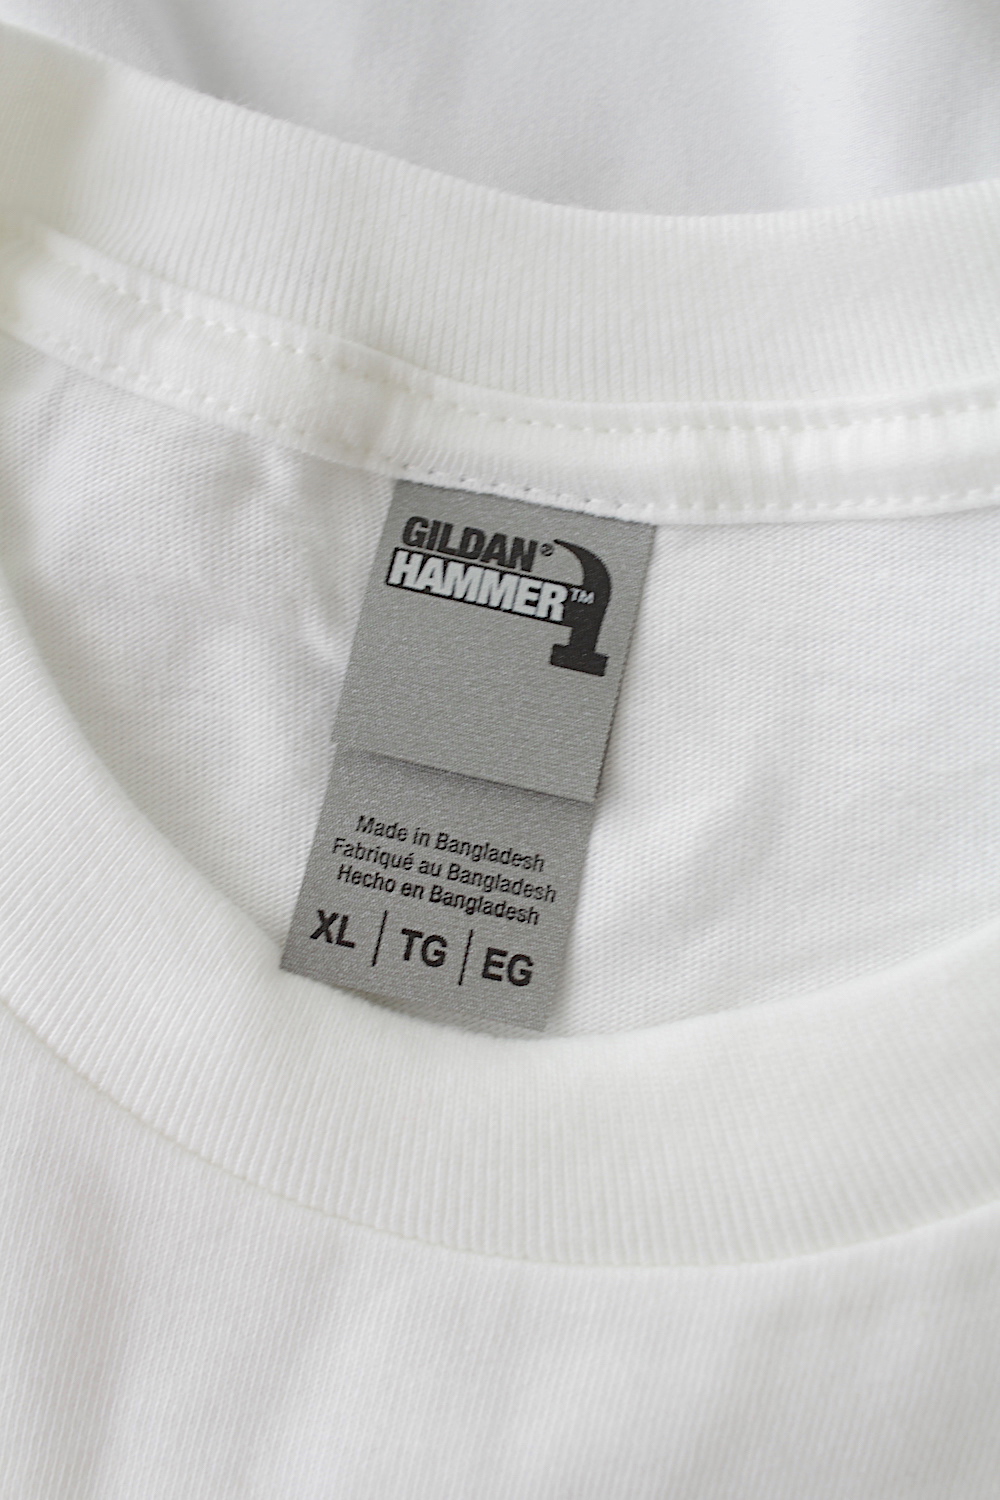 GILDAN®
HAMMER™
Made in Bangladesh
Fabriqué au Bangladesh
Hecho en Bangladesh
XL | TG | EG